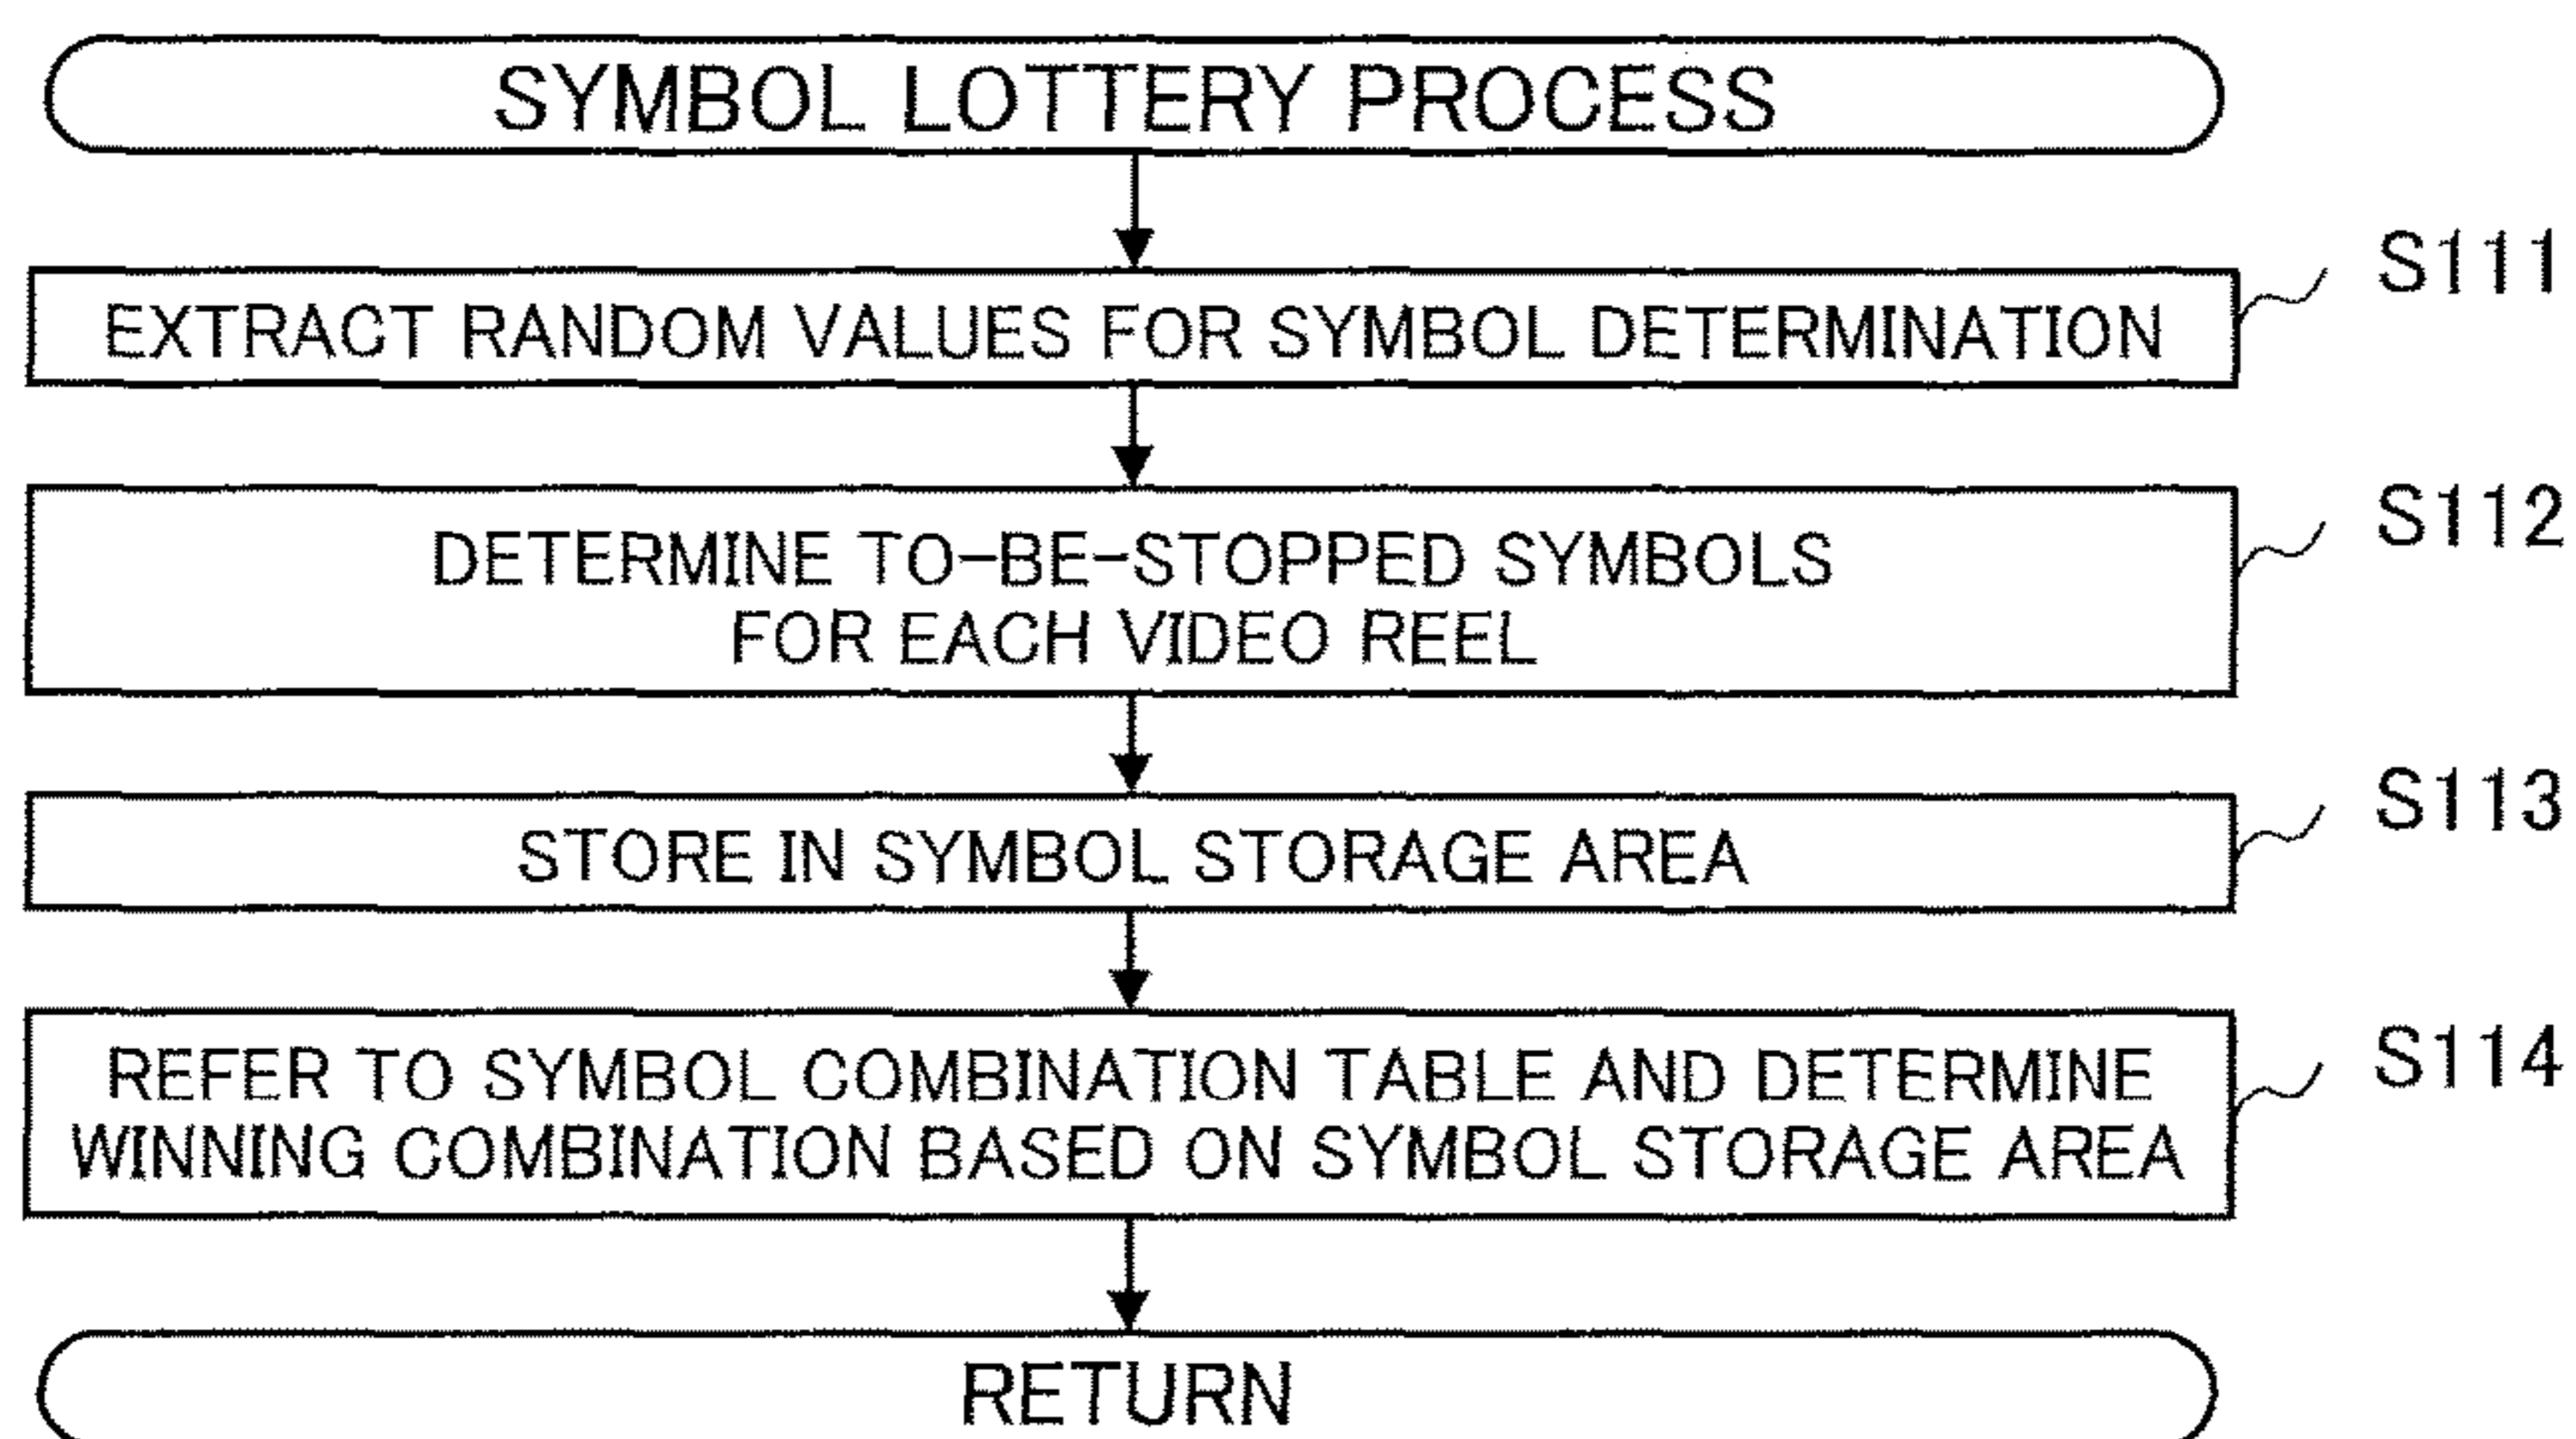 SYMBOL LOTTERY PROCESS
S111
EXTRACT RANDOM VALUES FOR SYMBOL DETERMINATION
S112
DETERMINE TO-BE-STOPPED SYMBOLS
FOR EACH VIDEO REEL
S113
STORE IN SYMBOL STORAGE AREA
S114
REFER TO SYMBOL COMBINATION TABLE AND DETERMINE
WINNING COMBINATION BASED ON SYMBOL STORAGE AREA
RETURN